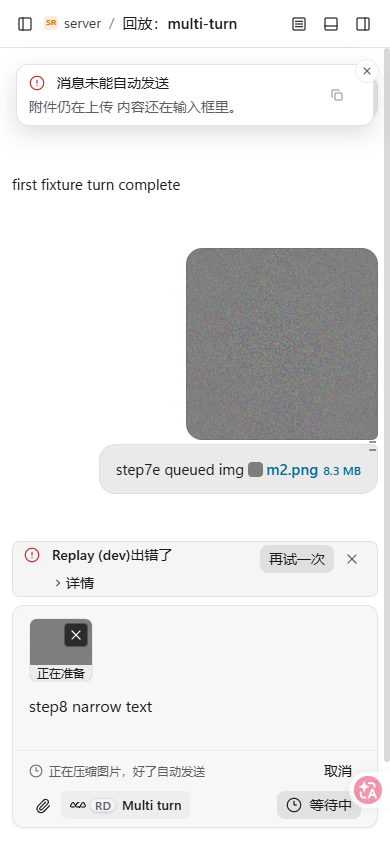 SR server / 回放：multi-turn
消息未能自动发送
附件仍在上传 内容还在输入框里。
first fixture turn complete
step7e queued img m2.png 8.3 MB
Replay (dev)出错了
再试一次
详情
正在准备
step8 narrow text
正在压缩图片，好了自动发送
取消
RD Multi turn
等待中